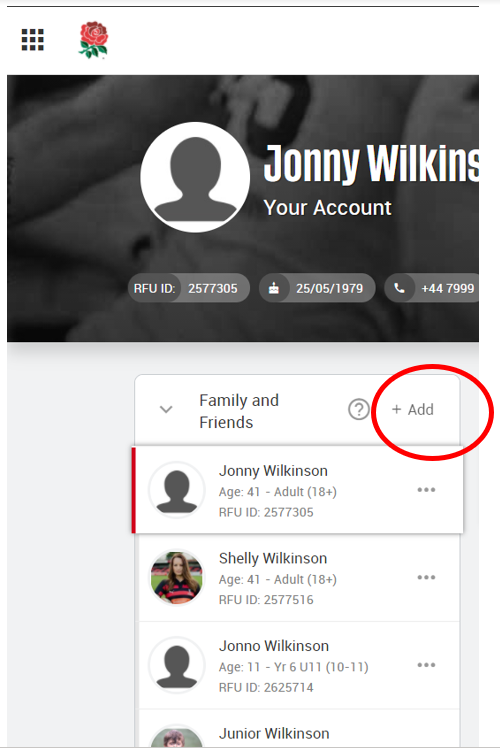 Jonny Wilkins
Your Account
RFU ID: 2577305
25/05/1979
+44 7999
Family and
Friends
+ Add
Jonny Wilkinson
Age: 41 - Adult (18+)
RFU ID: 2577305
Shelly Wilkinson
Age: 41 - Adult (18+)
RFU ID: 2577516
Jonno Wilkinson
Age: 11 - Yr 6 U11 (10-11)
RFU ID: 2625714
Junior Wilkinson